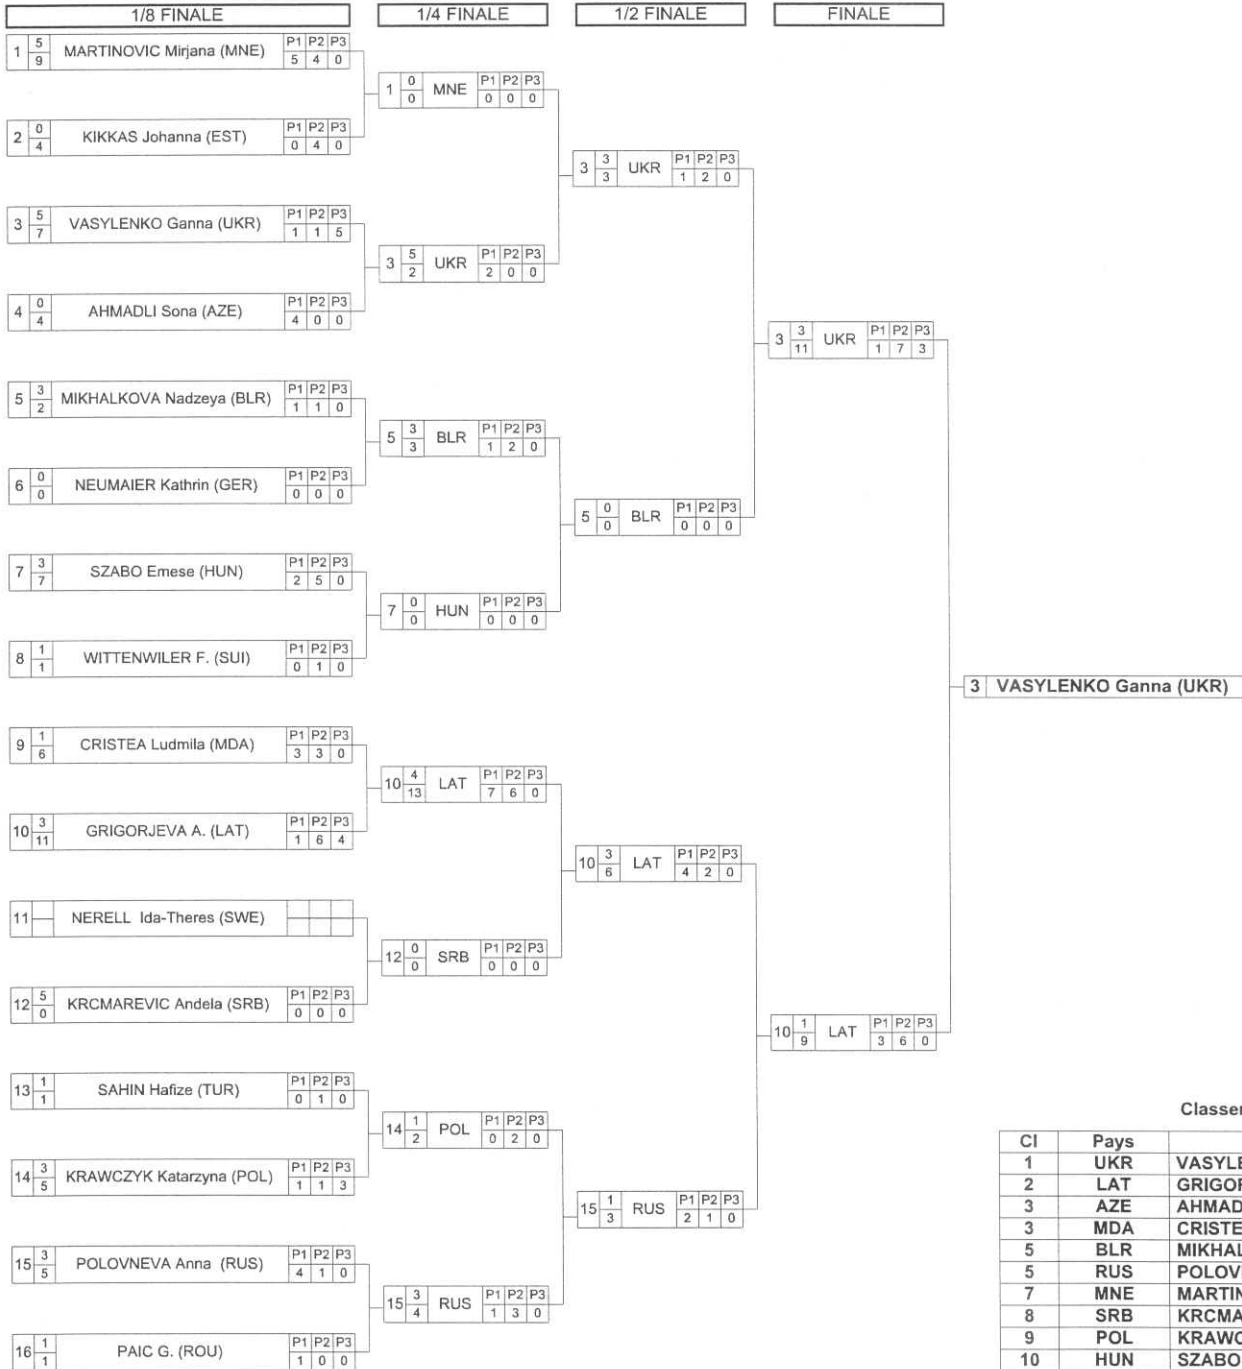 1/8 FINALE
1 5 9 MARTINOVIC Mirjana (MNE) P1 P2 P3 5 4 0
2 0 4 KIKKAS Johanna (EST) P1 P2 P3 0 4 0
3 5 7 VASYLENKO Ganna (UKR) P1 P2 P3 1 1 5
4 0 4 AHMADLI Sona (AZE) P1 P2 P3 4 0 0
5 3 2 MIKHALKOVA Nadzeya (BLR) P1 P2 P3 1 1 0
6 0 0 NEUMAIER Kathrin (GER) P1 P2 P3 0 0 0
7 3 7 SZABO Emese (HUN) P1 P2 P3 2 5 0
8 1 1 WITTENWILER F. (SUI) P1 P2 P3 0 1 0
9 1 6 CRISTEA Ludmila (MDA) P1 P2 P3 3 3 0
10 3 11 GRIGORJEVA A. (LAT) P1 P2 P3 1 6 4
11 NERELL Ida-Theres (SWE)
12 5 0 KRCMAREVIC Andela (SRB) P1 P2 P3 0 0 0
13 1 1 SAHIN Hafize (TUR) P1 P2 P3 0 1 0
14 3 5 KRAWCZYK Katarzyna (POL) P1 P2 P3 1 1 3
15 3 5 POLOVNEVA Anna (RUS) P1 P2 P3 4 1 0
16 1 1 PAIC G. (ROU) P1 P2 P3 1 0 0
1/4 FINALE
1 0 0 MNE P1 P2 P3 0 0 0
3 5 2 UKR P1 P2 P3 2 0 0
5 3 3 BLR P1 P2 P3 1 2 0
7 0 0 HUN P1 P2 P3 0 0 0
10 4 13 LAT P1 P2 P3 7 6 0
12 0 0 SRB P1 P2 P3 0 0 0
14 1 2 POL P1 P2 P3 0 2 0
15 3 4 RUS P1 P2 P3 1 3 0
1/2 FINALE
3 3 3 UKR P1 P2 P3 1 2 0
5 0 0 BLR P1 P2 P3 0 0 0
10 3 6 LAT P1 P2 P3 4 2 0
15 1 3 RUS P1 P2 P3 2 1 0
FINALE
3 3 11 UKR P1 P2 P3 1 7 3
10 1 9 LAT P1 P2 P3 3 6 0
3 VASYLENKO Ganna (UKR)
Classer
Cl Pays
1 UKR VASYLE
2 LAT GRIGOR
3 AZE AHMAD
3 MDA CRISTE
5 BLR MIKHAL
5 RUS POLOV
7 MNE MARTIN
8 SRB KRCMA
9 POL KRAWC
10 HUN SZABO